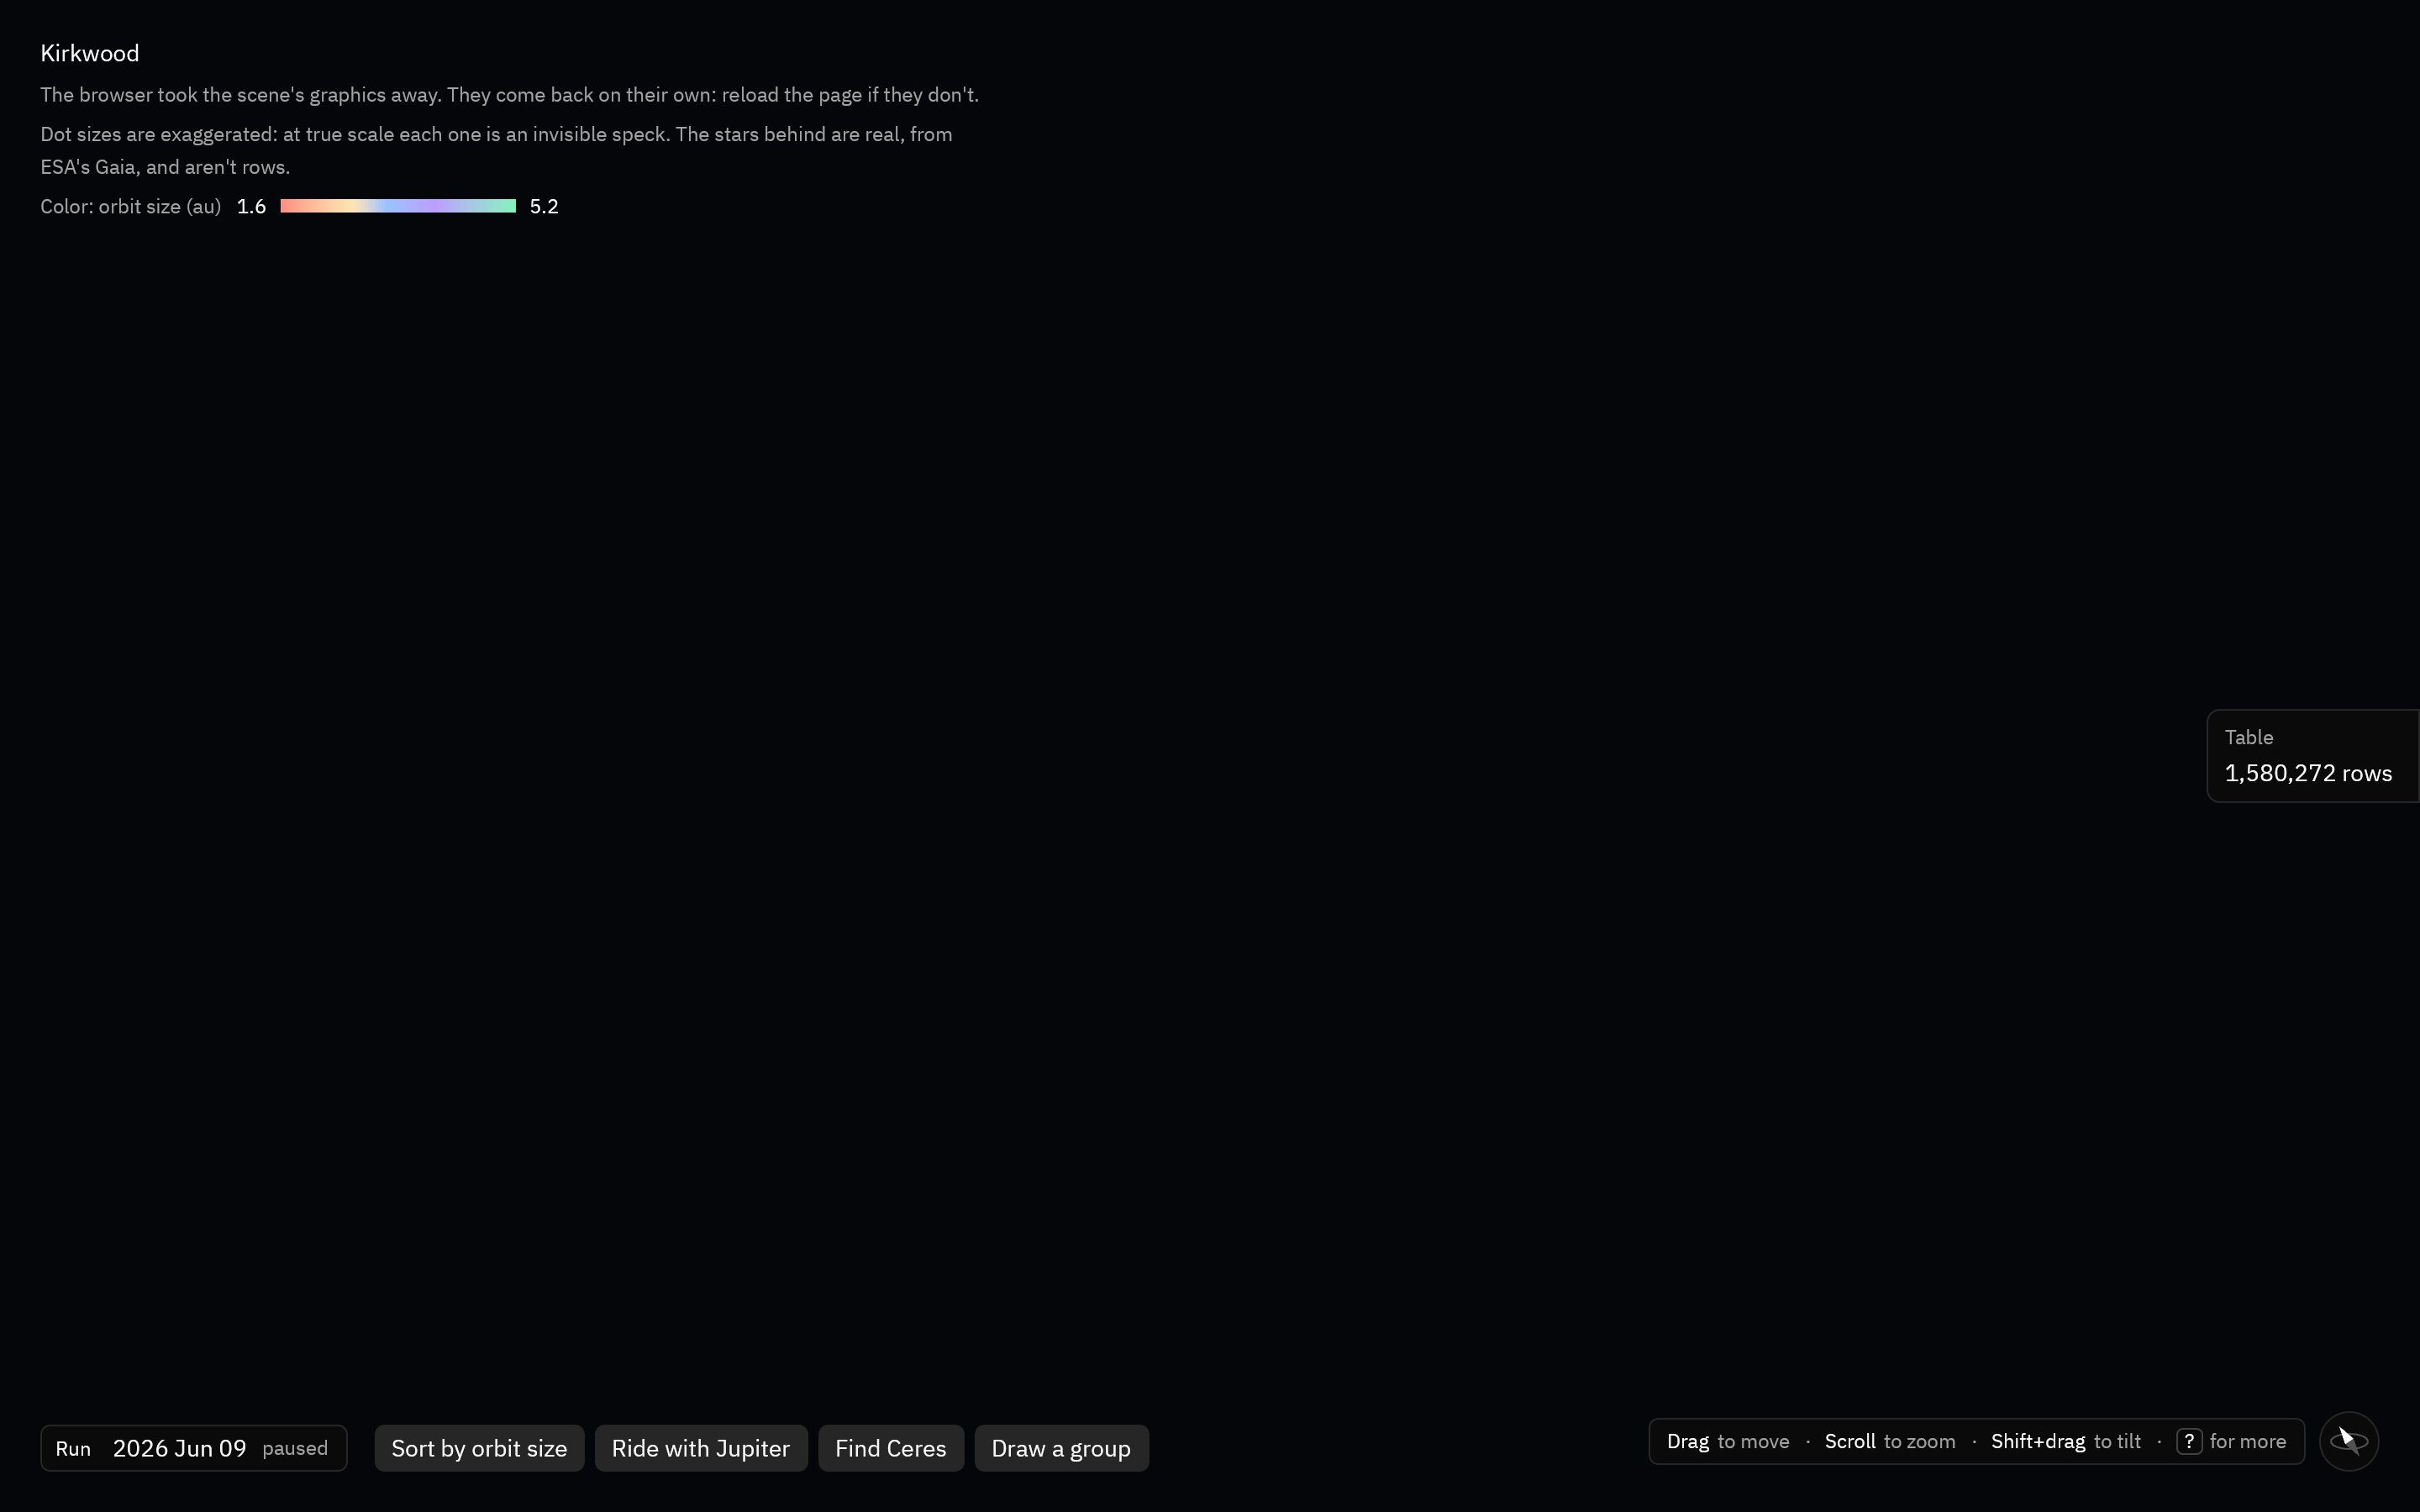 Kirkwood
The browser took the scene's graphics away. They come back on their own: reload the page if they don't.
Dot sizes are exaggerated: at true scale each one is an invisible speck. The stars behind are real, from
ESA's Gaia, and aren't rows.
Color: orbit size (au) 1.6 5.2
Table
1,580,272 rows
Run 2026 Jun 09 paused Sort by orbit size Ride with Jupiter Find Ceres Draw a group Drag to move · Scroll to zoom · Shift+drag to tilt · ? for more